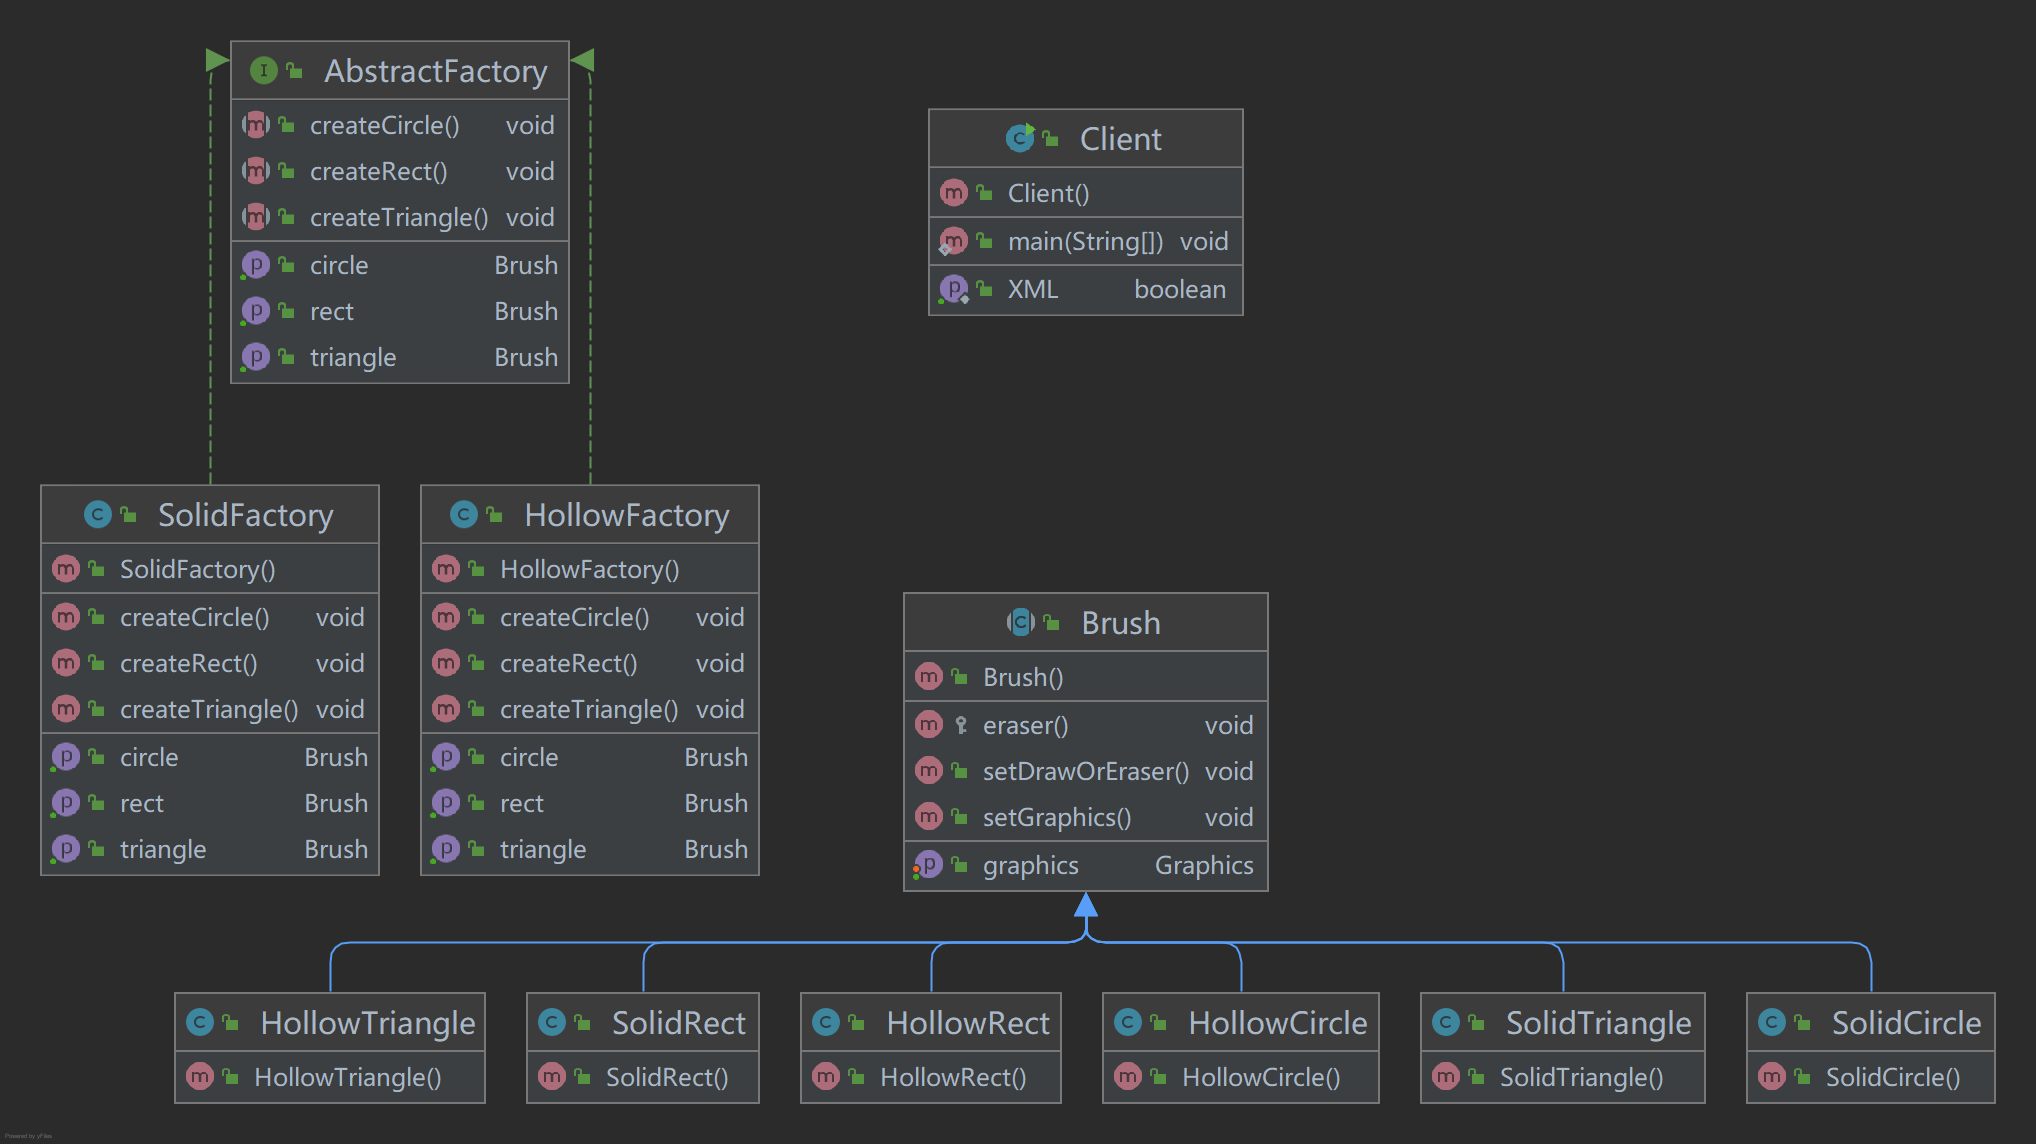 AbstractFactory
createCircle() void
createRect() void
createTriangle() void
circle Brush
rect Brush
triangle Brush
Client
Client()
main(String[]) void
XML boolean
SolidFactory
SolidFactory()
createCircle() void
createRect() void
createTriangle() void
circle Brush
rect Brush
triangle Brush
HollowFactory
HollowFactory()
createCircle() void
createRect() void
createTriangle() void
circle Brush
rect Brush
triangle Brush
Brush
Brush()
eraser() void
setDrawOrEraser() void
setGraphics() void
graphics Graphics
HollowTriangle
HollowTriangle()
SolidRect
SolidRect()
HollowRect
HollowRect()
HollowCircle
HollowCircle()
SolidTriangle
SolidTriangle()
SolidCircle
SolidCircle()
Powered by yFiles